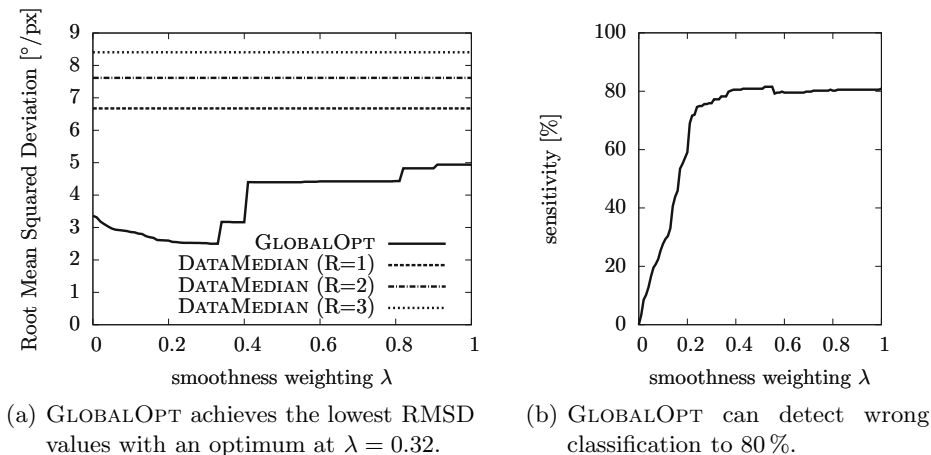 9
8
7
6
5
4
3
2
1
0
Root Mean Squared Deviation [°/px]
GLOBALOPT
DATAMEDIAN (R=1)
DATAMEDIAN (R=2)
DATAMEDIAN (R=3)
0 0.2 0.4 0.6 0.8 1
smoothness weighting λ
(a) GLOBALOPT achieves the lowest RMSD
values with an optimum at λ = 0.32.
100
80
60
40
20
0
sensitivity [%]
0 0.2 0.4 0.6 0.8 1
smoothness weighting λ
(b) GLOBALOPT can detect wrong
classification to 80 %.